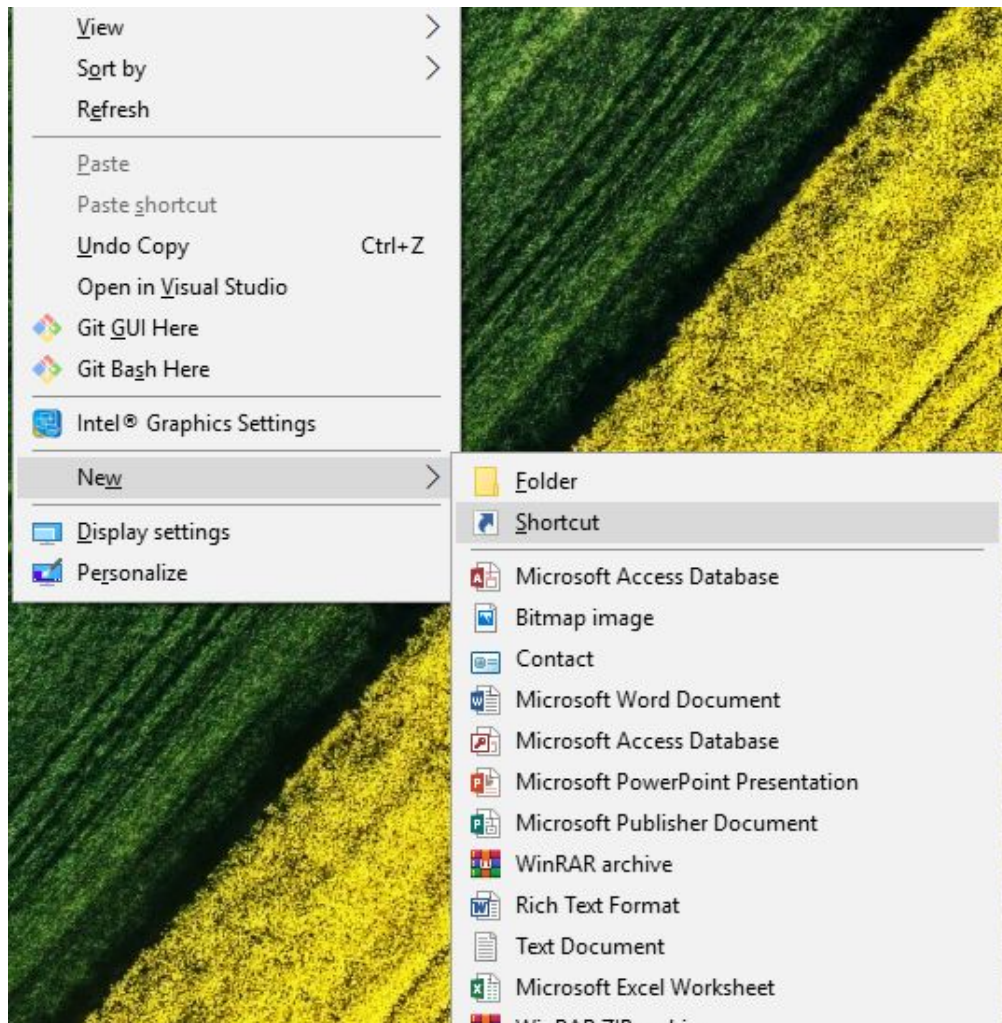 View
Sort by
Refresh
Paste
Paste shortcut
Undo Copy Ctrl+Z
Open in Visual Studio
Git GUI Here
Git Bash Here
Intel® Graphics Settings
New
Display settings
Personalize
Folder
Shortcut
Microsoft Access Database
Bitmap image
Contact
Microsoft Word Document
Microsoft Access Database
Microsoft PowerPoint Presentation
Microsoft Publisher Document
WinRAR archive
Rich Text Format
Text Document
Microsoft Excel Worksheet